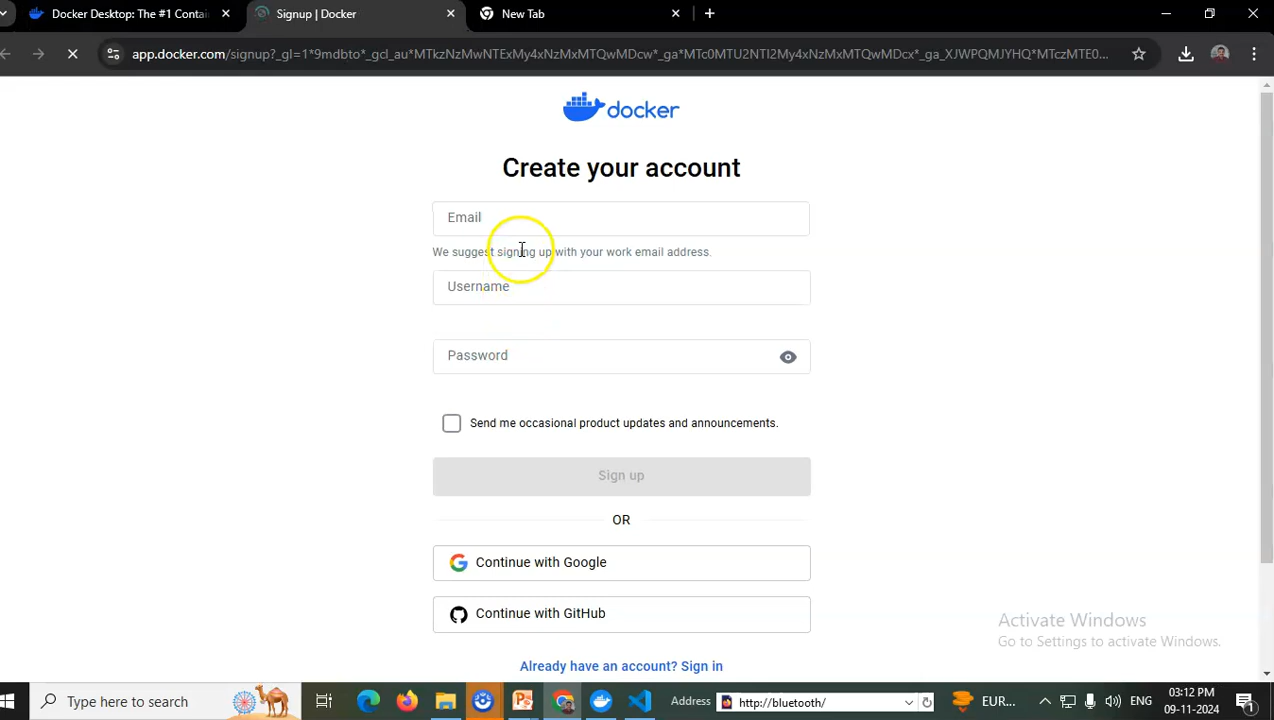 Docker Desktop: The #1 Contai
Signup | Docker
New Tab
app.docker.com/signup?_gl=1*9mdbto*_gcl_au*MTkzNzMwNTExMy4xNzMxMTQwMDcw*_ga*MTc0MTU2NTI2My4xNzMxMTQwMDcx*_ga_XJWPQMJYHQ*MTczMTE0...
docker
Create your account
Email
We suggest signing up with your work email address.
Username
Password
Send me occasional product updates and announcements.
Sign up
OR
Continue with Google
Continue with GitHub
Already have an account? Sign in
Activate Windows
Go to Settings to activate Windows.
Type here to search
Address
http://bluetooth/
EUR...
ENG
03:12 PM
09-11-2024
1